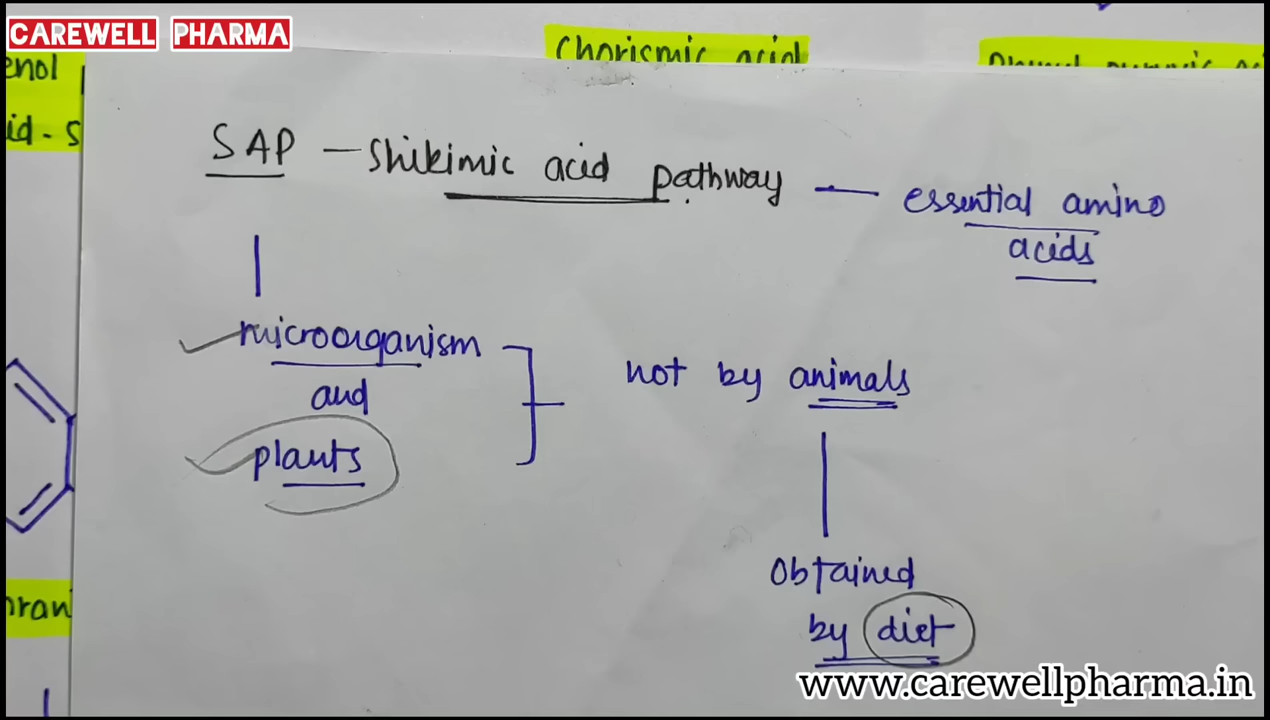 CAREWELL PHARMA
Chorismic acid
enol
id - S
SAP — Shikimic acid pathway — essential amino
acids
microorganism
and
plants
not by animals
Obtained
by diet
www.carewellpharma.in